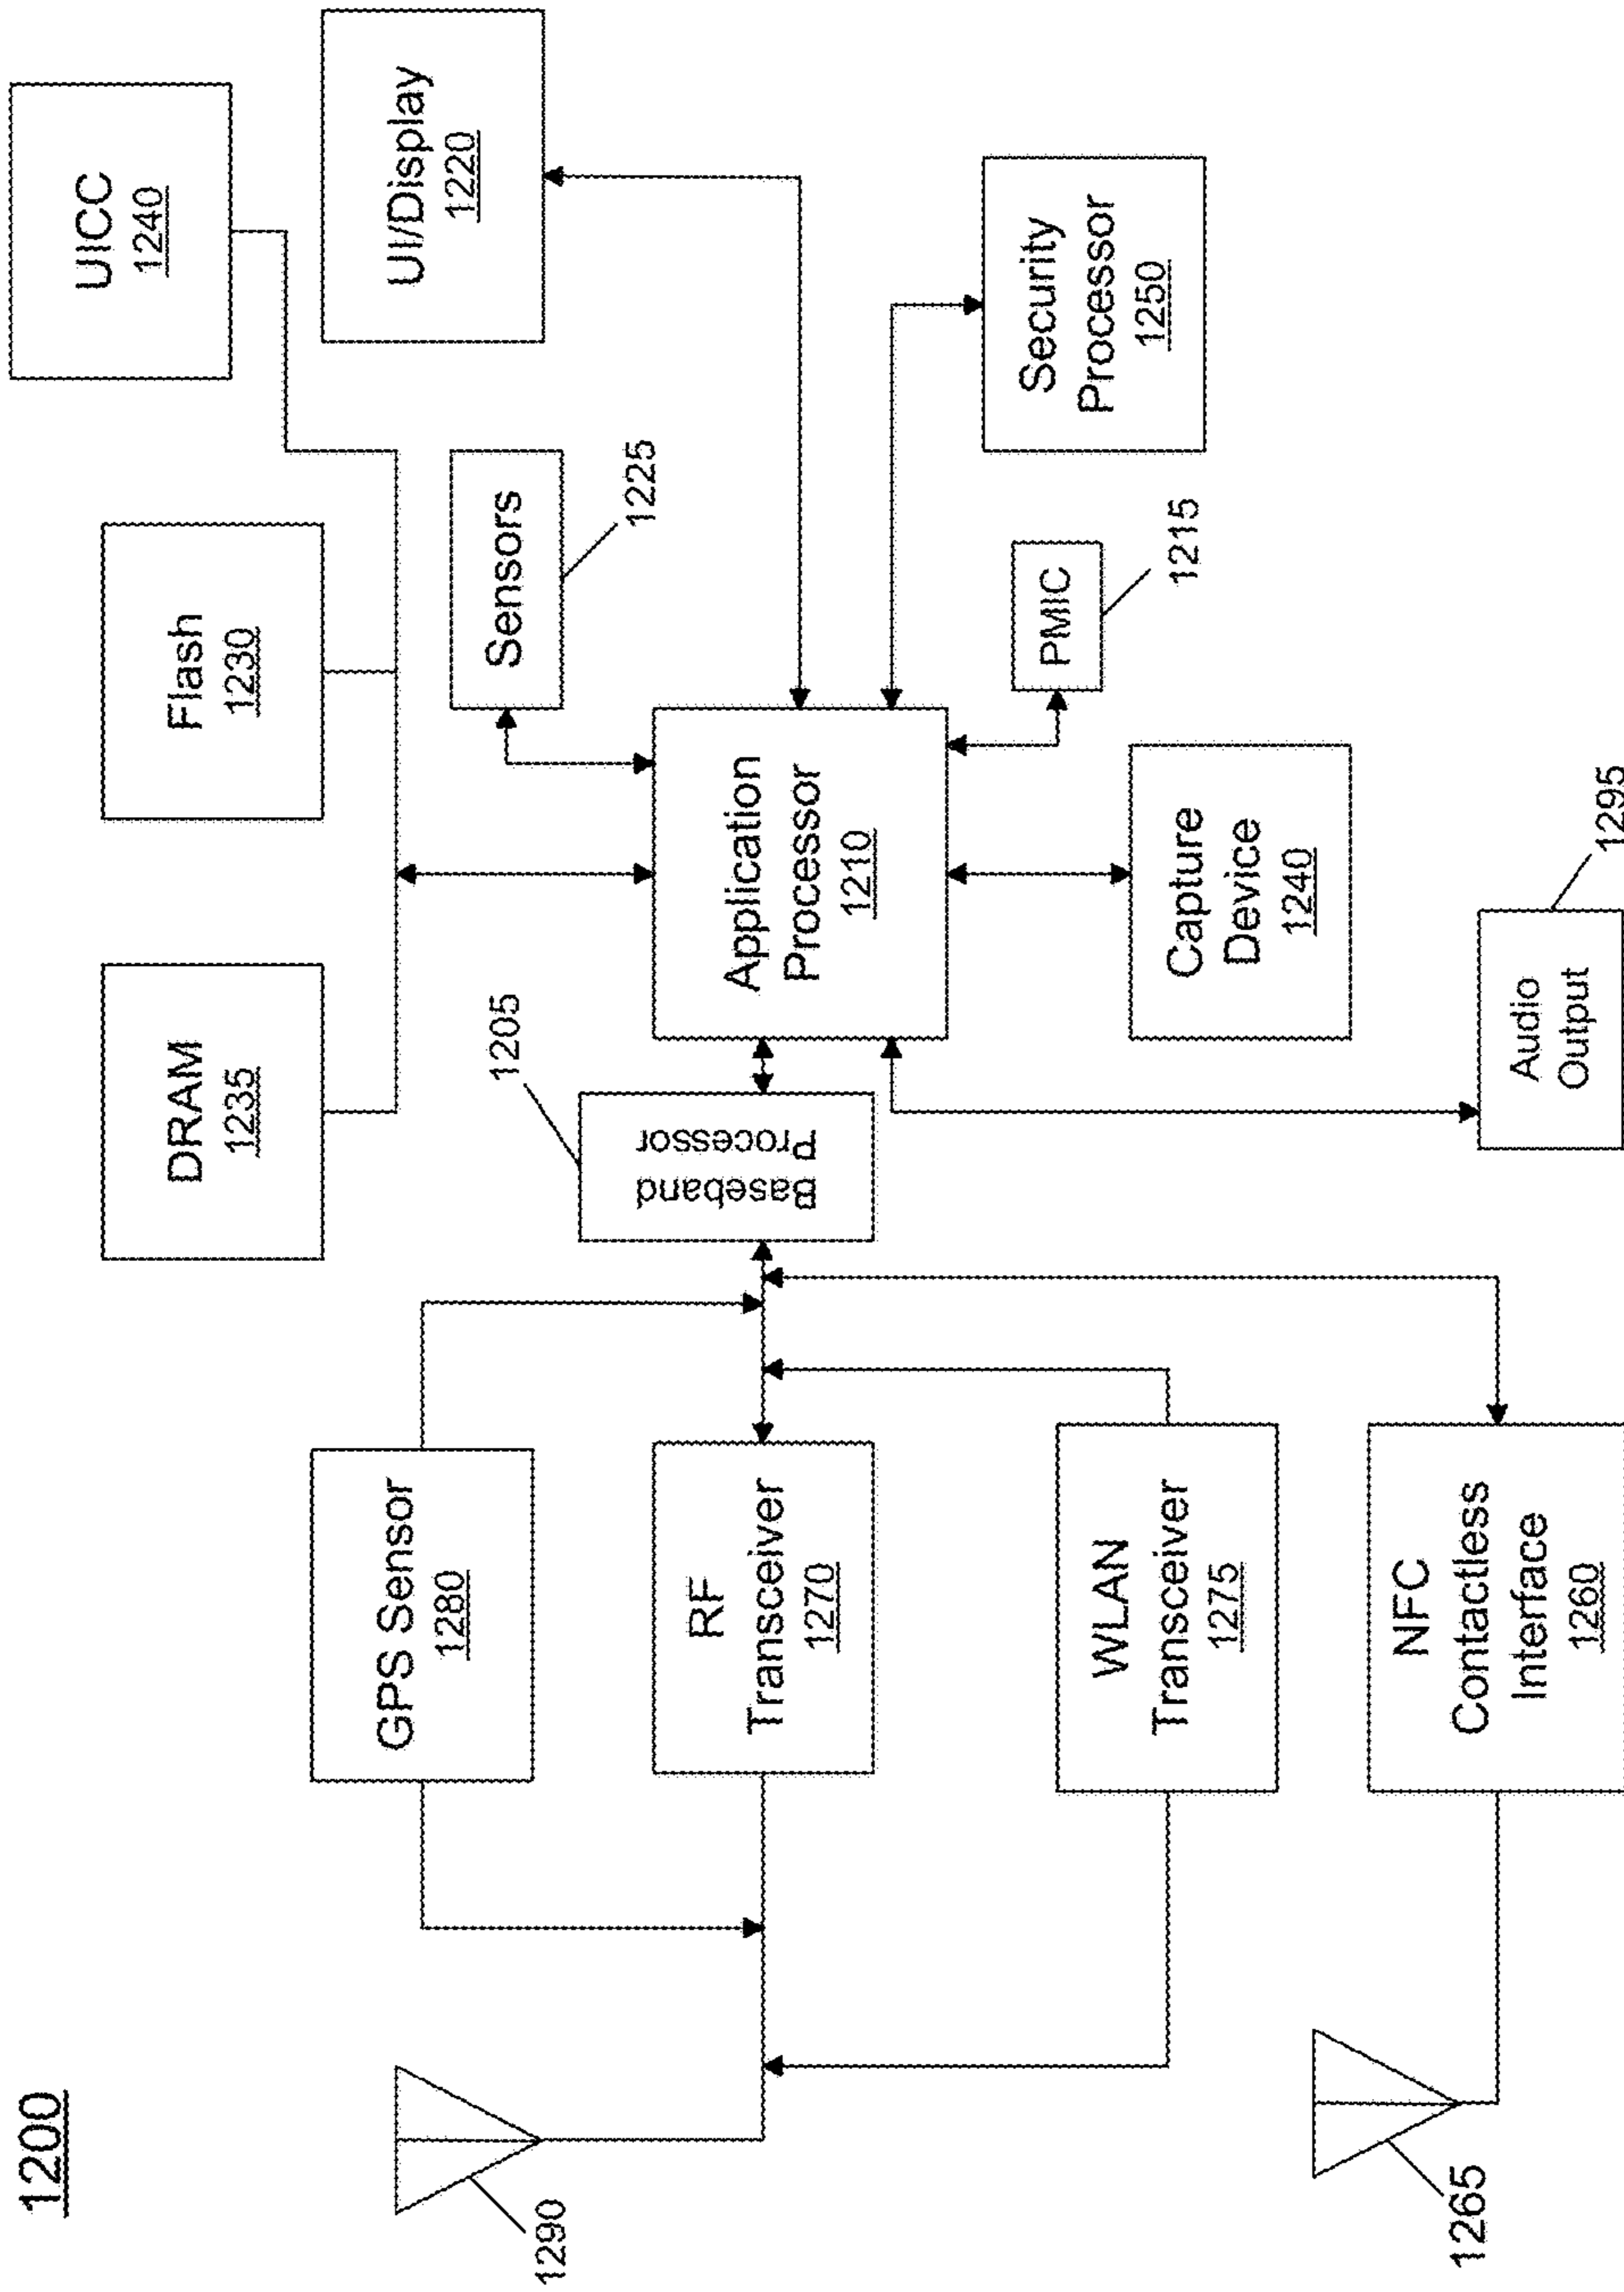 1200
UICC
1240
DRAM
1235
Flash
1230
UI/Display
1220
Sensors
1225
GPS Sensor
1280
1290
1205
Baseband
Processor
RF
Transceiver
1270
Application
Processor
1210
Security
Processor
1250
PMIC
1215
WLAN
Transceiver
1275
Capture
Device
1240
NFC
Contactless
Interface
1260
1265
Audio
Output
1295